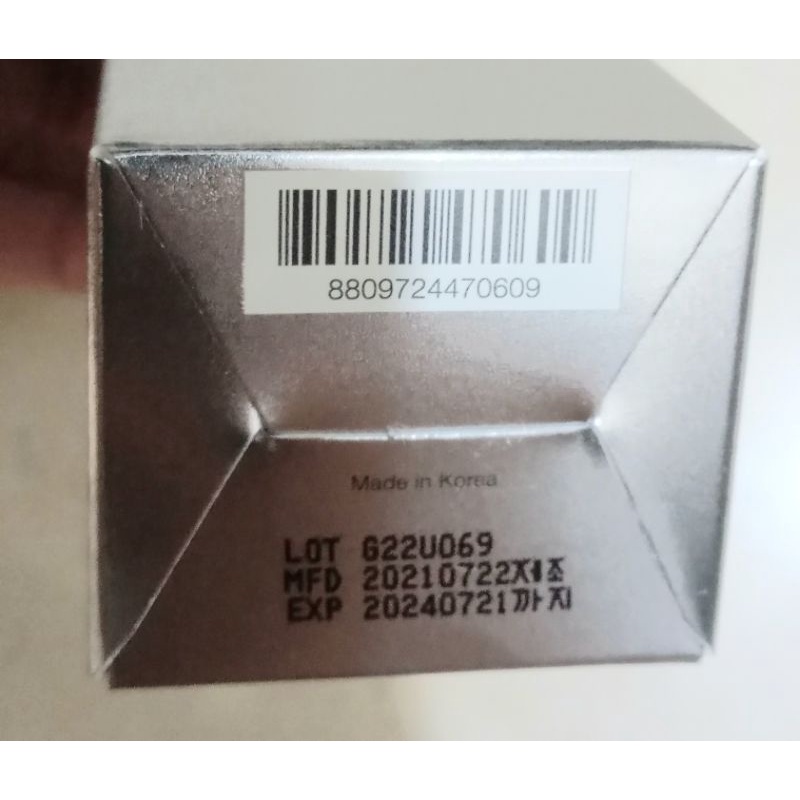 8809724470609
Made in Korea
LOT G22U069
MFD 20210722제조
EXP 20240721까지